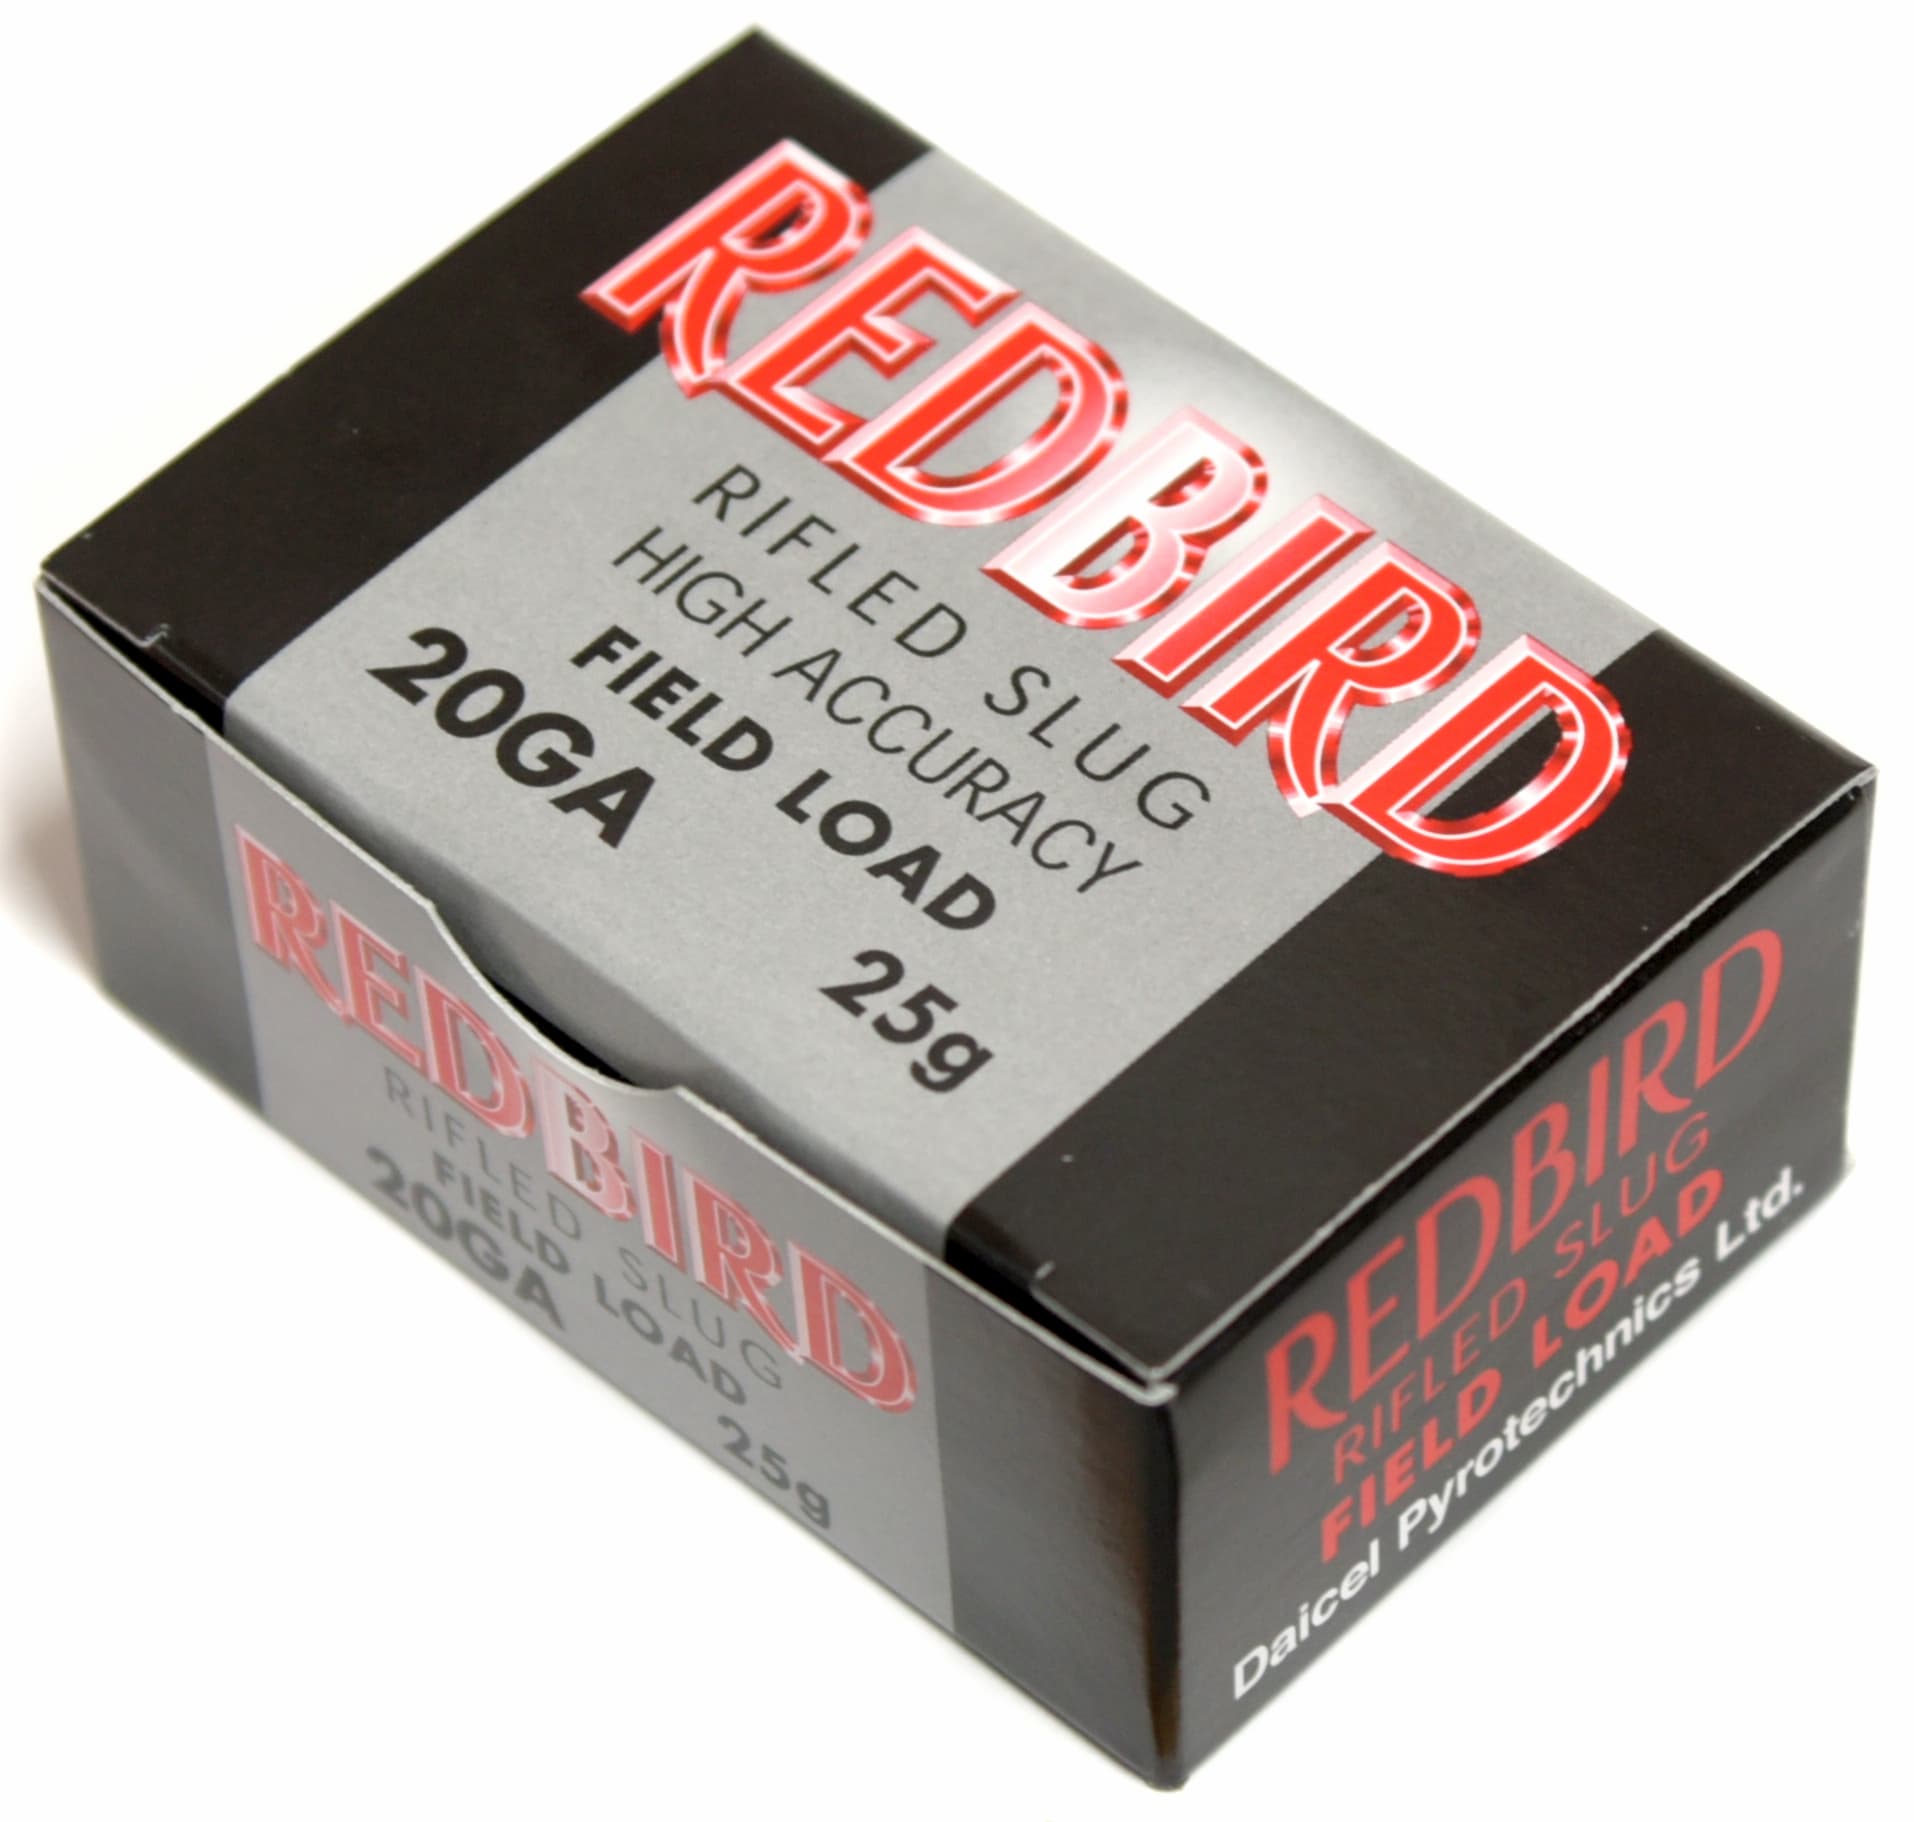 REDBIRD
RIFLED SLUG
HIGH ACCURACY
FIELD LOAD
20GA 25g
REDBIRD
RIFLED SLUG
FIELD LOAD
20GA 25g
REDBIRD
RIFLED SLUG
FIELD LOAD
Daicel Pyrotechnics Ltd.